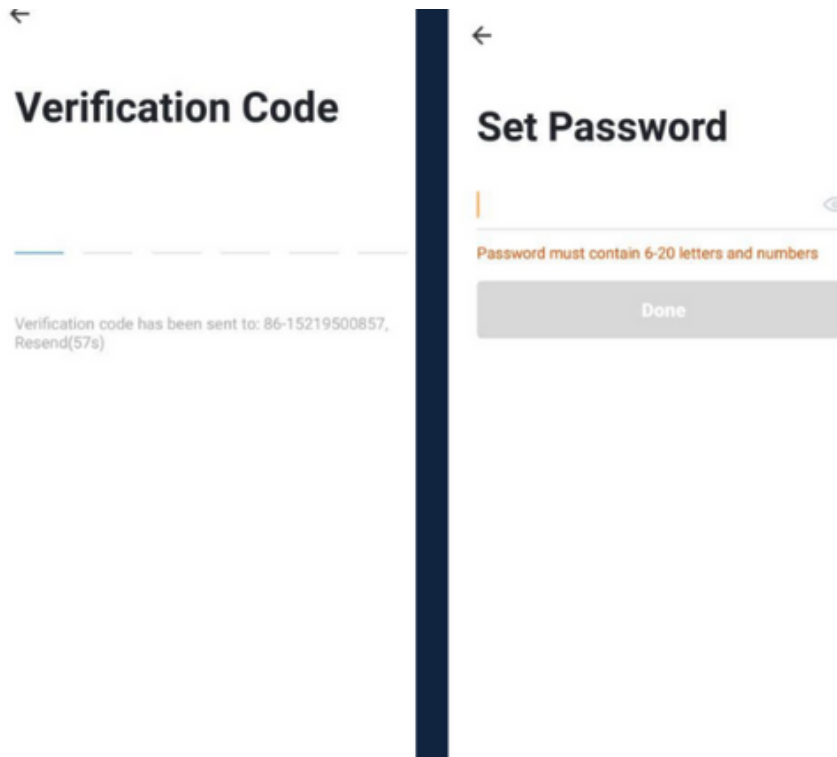 Verification Code
Verification code has been sent to: 86-15219500857,
Resend(57s)
Set Password
Password must contain 6-20 letters and numbers
Done